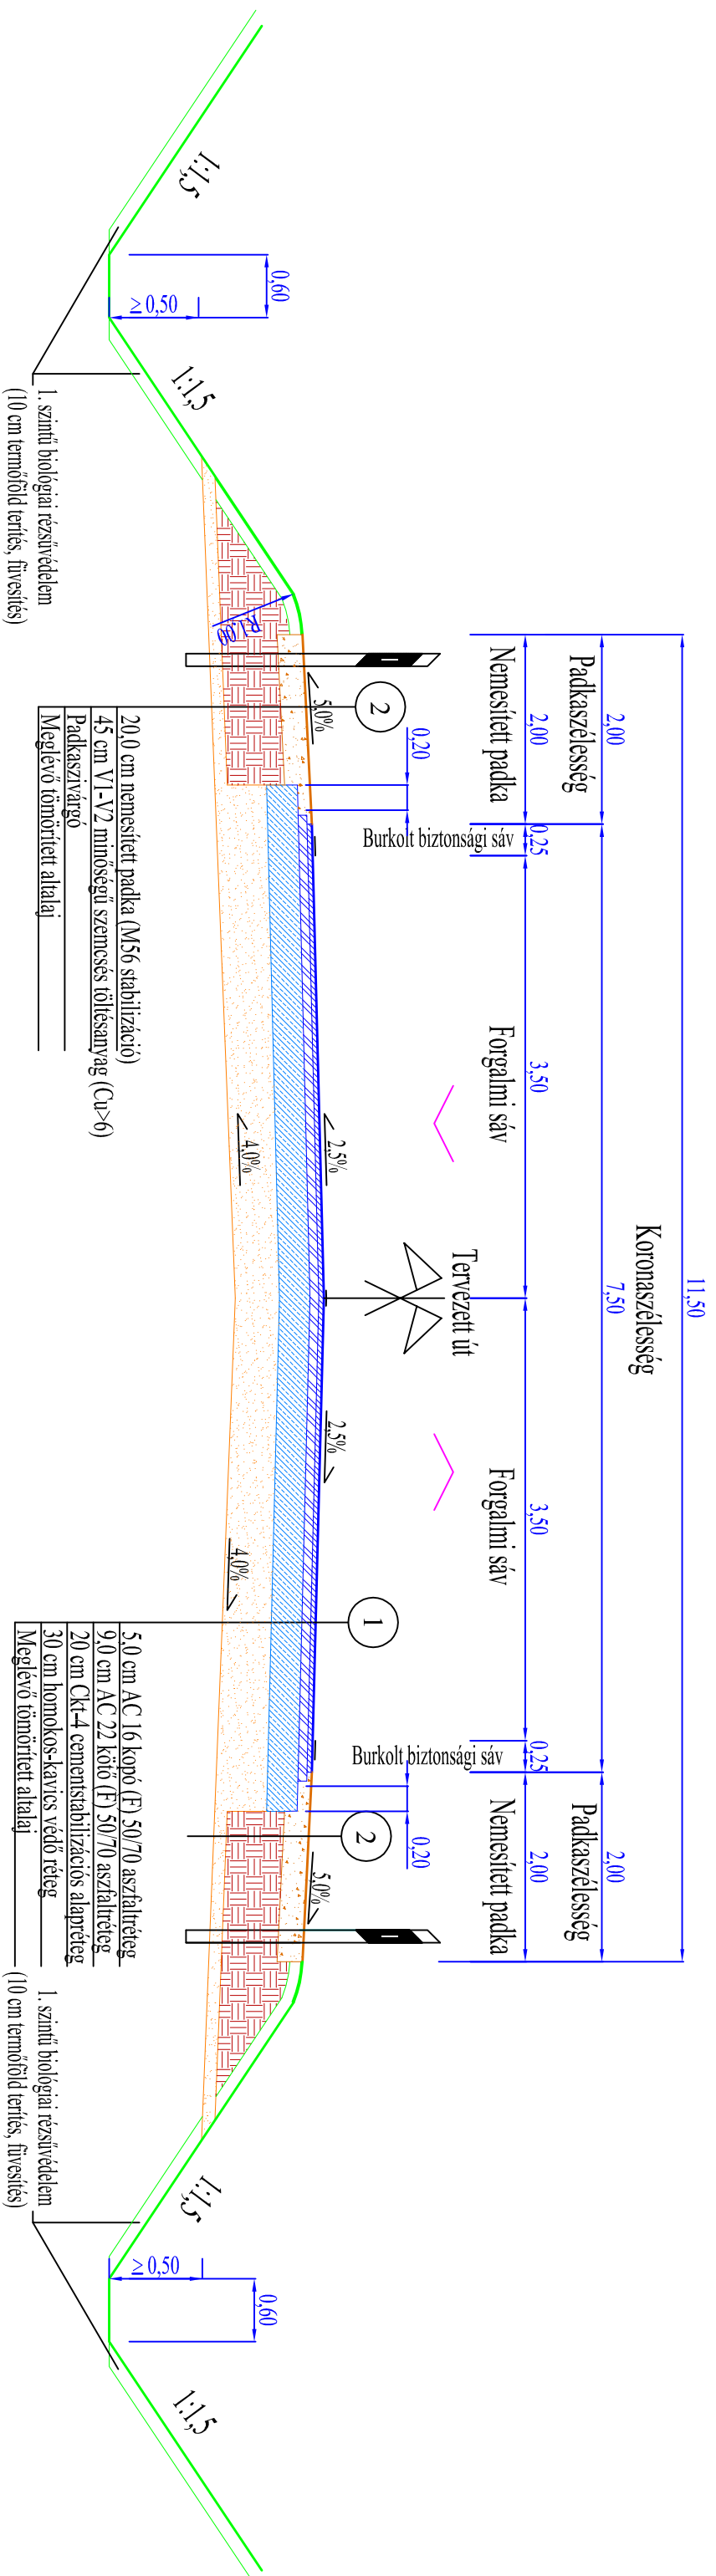 11,50
Koronaszélesség
2,00
7,50
2,00
Padkaszélesség
Padkaszélesség
2,00
0,25
3,50
3,50
0,25
2,00
Nemesített padka
Forgalmi sáv
Forgalmi sáv
Nemesített padka
Tervezett út
0,20
Burkolt biztonsági sáv
Burkolt biztonsági sáv
0,20
2
1
2
5,0%
2,5%
2,5%
5,0%
4,0%
4,0%
R1,00
1:1,5
0,60
≥0,50
1:1,5
1:1,5
≥0,50
0,60
1:1,5
1. szintű biológiai rézsűvédelem
(10 cm termőföld terítés, füvesítés)
20,0 cm nemesített padka (M56 stabilizáció)
45 cm V1-V2 minőségű szemcsés töltésanyag (Cu>6)
Padkaszivárgó
Meglévő tömörített altalaj
5,0 cm AC 16 kopó (F) 50/70 aszfaltréteg
9,0 cm AC 22 kötő (F) 50/70 aszfaltréteg
20 cm Ckt-4 cementstabilizációs alapréteg
30 cm homokos-kavics védő réteg
Meglévő tömörített altalaj
1. szintű biológiai rézsűvédelem
(10 cm termőföld terítés, füvesítés)